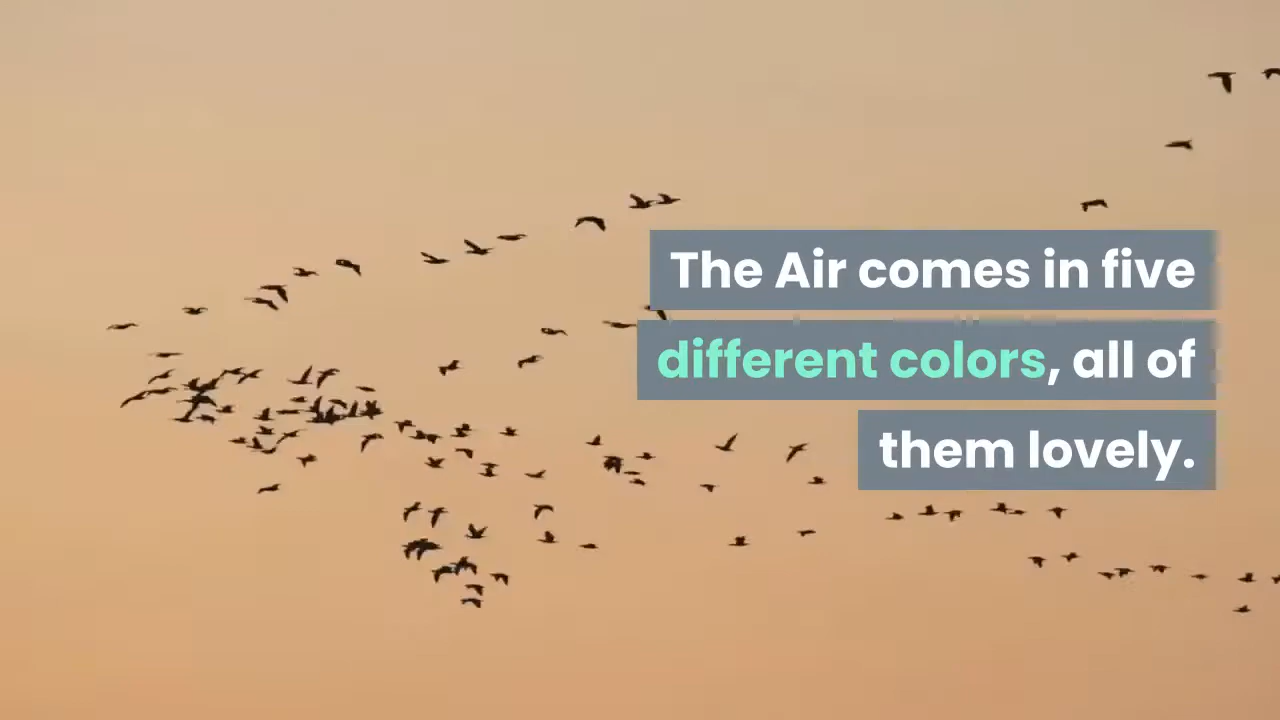 The Air comes in five
different colors, all of
them lovely.